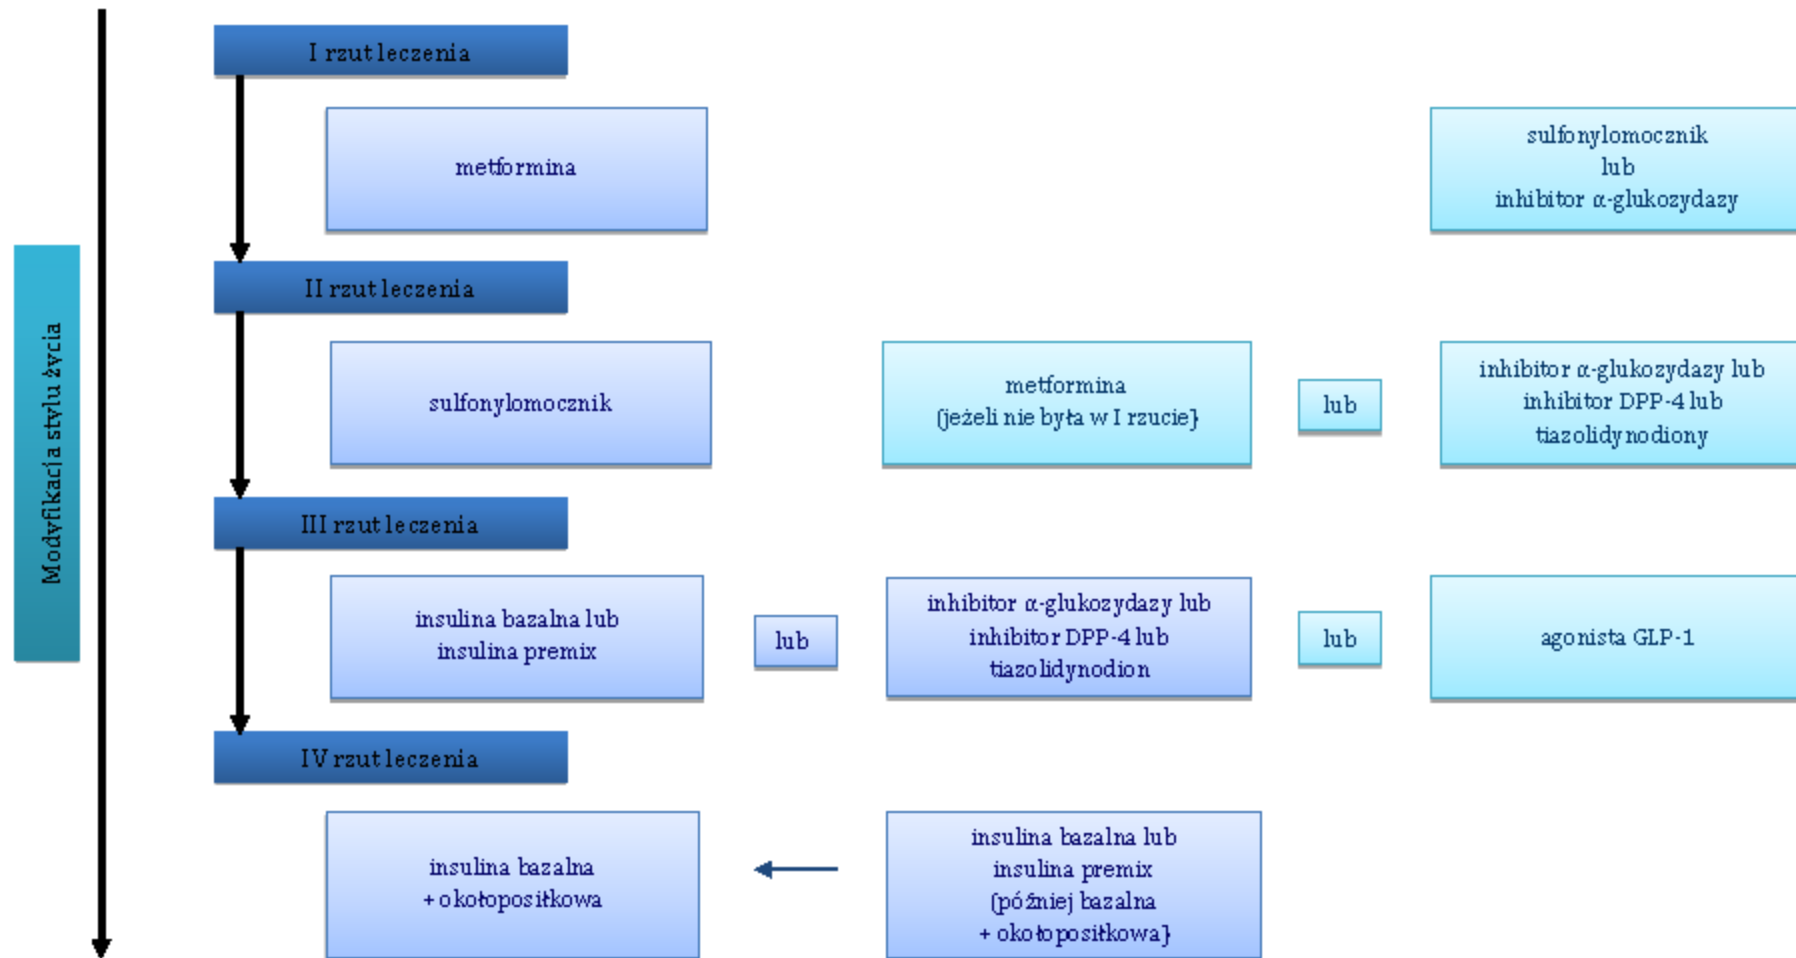 I rzut leczenia
metformina
sulfonylomocznik
lub
inhibitor α-glukozydazy
II rzut leczenia
Modyfikacja stylu życia
sulfonylomocznik
metformina
(jeżeli nie była w I rzucie}
lub
inhibitor α-glukozydazy lub
inhibitor DPP-4 lub
tiazolidynodiony
III rzut leczenia
insulina bazalna lub
insulina premix
lub
inhibitor α-glukozydazy lub
inhibitor DPP-4 lub
tiazolidynodion
lub
agonista GLP-1
IV rzut leczenia
insulina bazalna
+ okołoposiłkowa
insulina bazalna lub
insulina premix
(później bazalna
+ okołoposiłkowa}